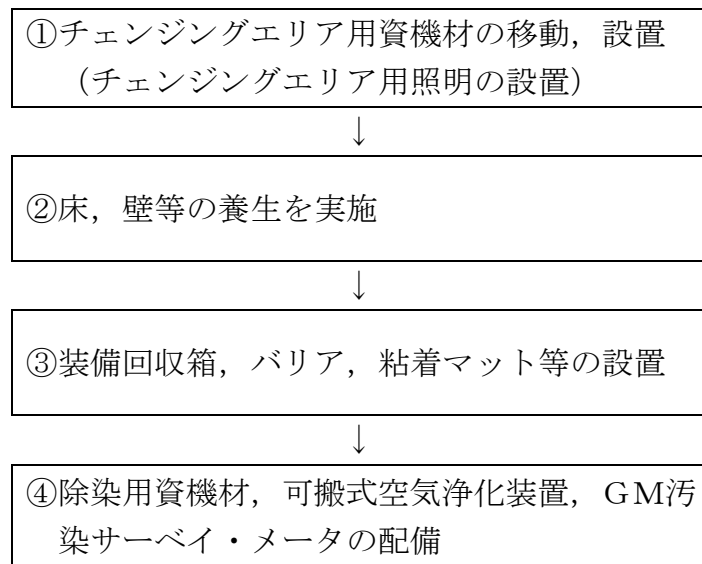 ①チェンジングエリア用資機材の移動，設置
（チェンジングエリア用照明の設置）
↓
②床，壁等の養生を実施
↓
③装備回収箱，バリア，粘着マット等の設置
↓
④除染用資機材，可搬式空気浄化装置，ＧＭ汚
染サーベイ・メータの配備